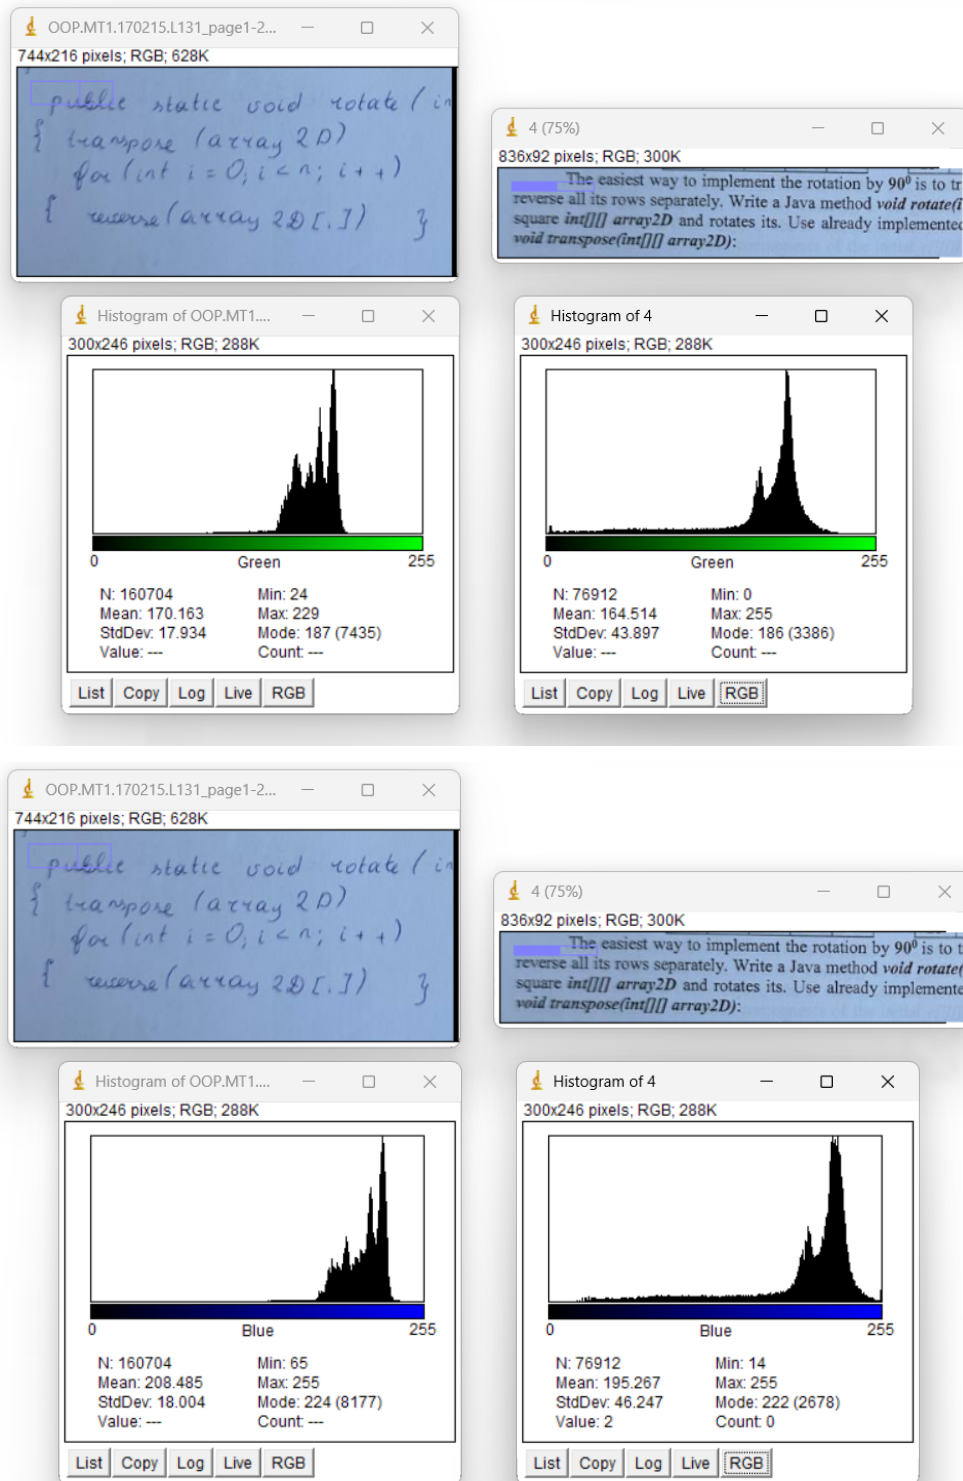 OOP.MT1.170215.L131_page1-2...
744x216 pixels; RGB; 628K
public static void rotate (in
{ transpose (array 2D)
for (int i = 0; i < n; i + +)
{ reverse (array 2D [.]) }
4 (75%)
836x92 pixels; RGB; 300K
The easiest way to implement the rotation by 90⁰ is to tr
reverse all its rows separately. Write a Java method void rotate(i
square int[][] array2D and rotates its. Use already implemented
void transpose(int[][] array2D):
Histogram of OOP.MT1....
300x246 pixels; RGB; 288K
0 Green 255
N: 160704 Min: 24
Mean: 170.163 Max: 229
StdDev: 17.934 Mode: 187 (7435)
Value: --- Count: ---
List Copy Log Live RGB
Histogram of 4
300x246 pixels; RGB; 288K
0 Green 255
N: 76912 Min: 0
Mean: 164.514 Max: 255
StdDev: 43.897 Mode: 186 (3386)
Value: --- Count: ---
List Copy Log Live RGB
OOP.MT1.170215.L131_page1-2...
744x216 pixels; RGB; 628K
public static void rotate ( in
{ transpose (array 2D)
for (int i = 0; i < n; i + +)
{ reverse (array 2D [.]) }
4 (75%)
836x92 pixels; RGB; 300K
The easiest way to implement the rotation by 90⁰ is to t
reverse all its rows separately. Write a Java method void rotate(
square int[][] array2D and rotates its. Use already implemente
void transpose(int[][] array2D):
Histogram of OOP.MT1....
300x246 pixels; RGB; 288K
0 Blue 255
N: 160704 Min: 65
Mean: 208.485 Max: 255
StdDev: 18.004 Mode: 224 (8177)
Value: --- Count: ---
List Copy Log Live RGB
Histogram of 4
300x246 pixels; RGB; 288K
0 Blue 255
N: 76912 Min: 14
Mean: 195.267 Max: 255
StdDev: 46.247 Mode: 222 (2678)
Value: 2 Count: 0
List Copy Log Live RGB